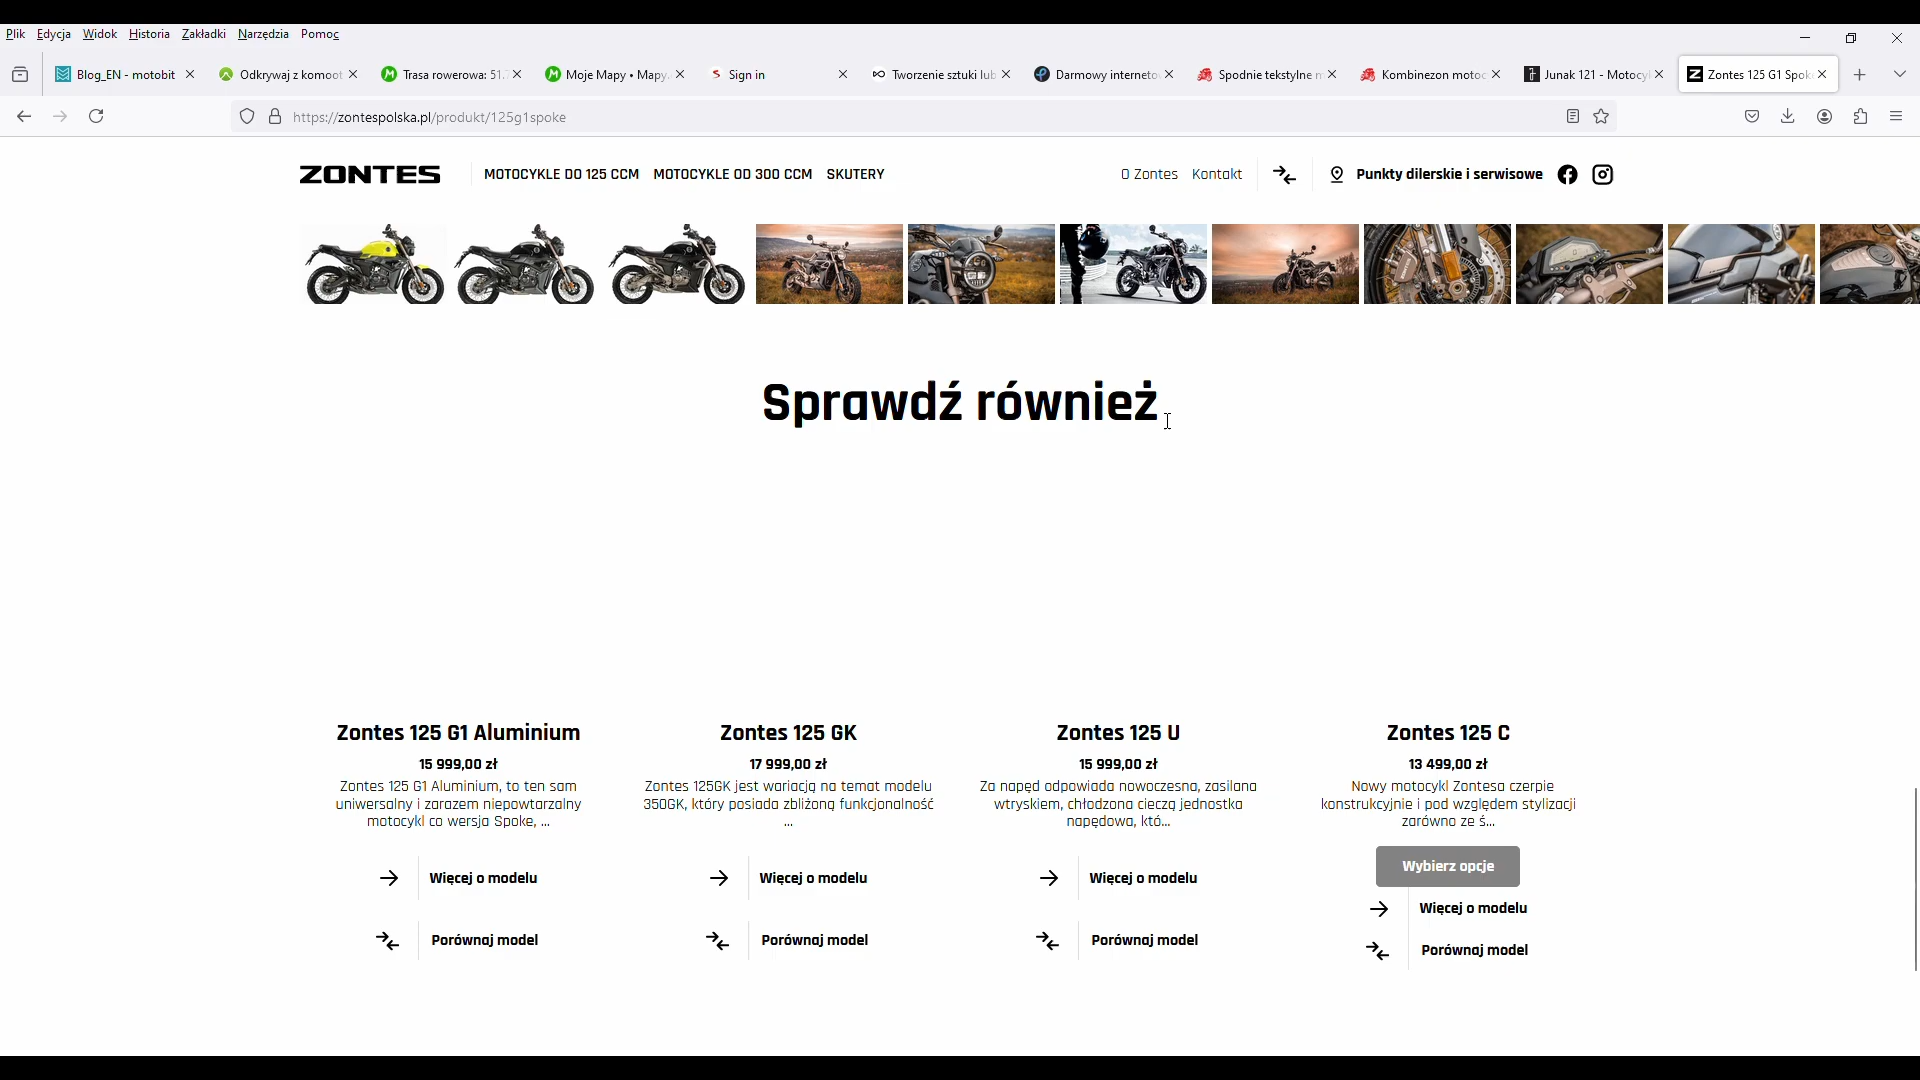 Plik Edycja Widok Historia Zakładki Narzędzia Pomoc
Blog_EN - motobit
Odkrywaj z komoot
Trasa rowerowa: 51.
Moje Mapy • Mapy.
Sign in
Tworzenie sztuki lub
Darmowy interneto
Spodnie tekstylne m
Kombinezon motoc
Junak 121 - Motocyk
Zontes 125 G1 Spok
https://zontespolska.pl/produkt/125g1spoke
ZONTES
MOTOCYKLE DO 125 CCM MOTOCYKLE OD 300 CCM SKUTERY
O Zontes Kontakt
Punkty dilerskie i serwisowe
Sprawdź również
Zontes 125 G1 Aluminium
15 999,00 zł
Zontes 125 G1 Aluminium, to ten sam
uniwersalny i zarazem niepowtarzalny
motocykl co wersja Spoke, ...
Więcej o modelu
Porównaj model
Zontes 125 GK
17 999,00 zł
Zontes 125GK jest wariacją na temat modelu
350GK, który posiada zbliżoną funkcjonalność
...
Więcej o modelu
Porównaj model
Zontes 125 U
15 999,00 zł
Za napęd odpowiada nowoczesna, zasilana
wtryskiem, chłodzona cieczą jednostka
napędowa, któ...
Więcej o modelu
Porównaj model
Zontes 125 C
13 499,00 zł
Nowy motocykl Zontesa czerpie
konstrukcyjnie i pod względem stylizacji
zarówno ze ś...
Wybierz opcje
Więcej o modelu
Porównaj model